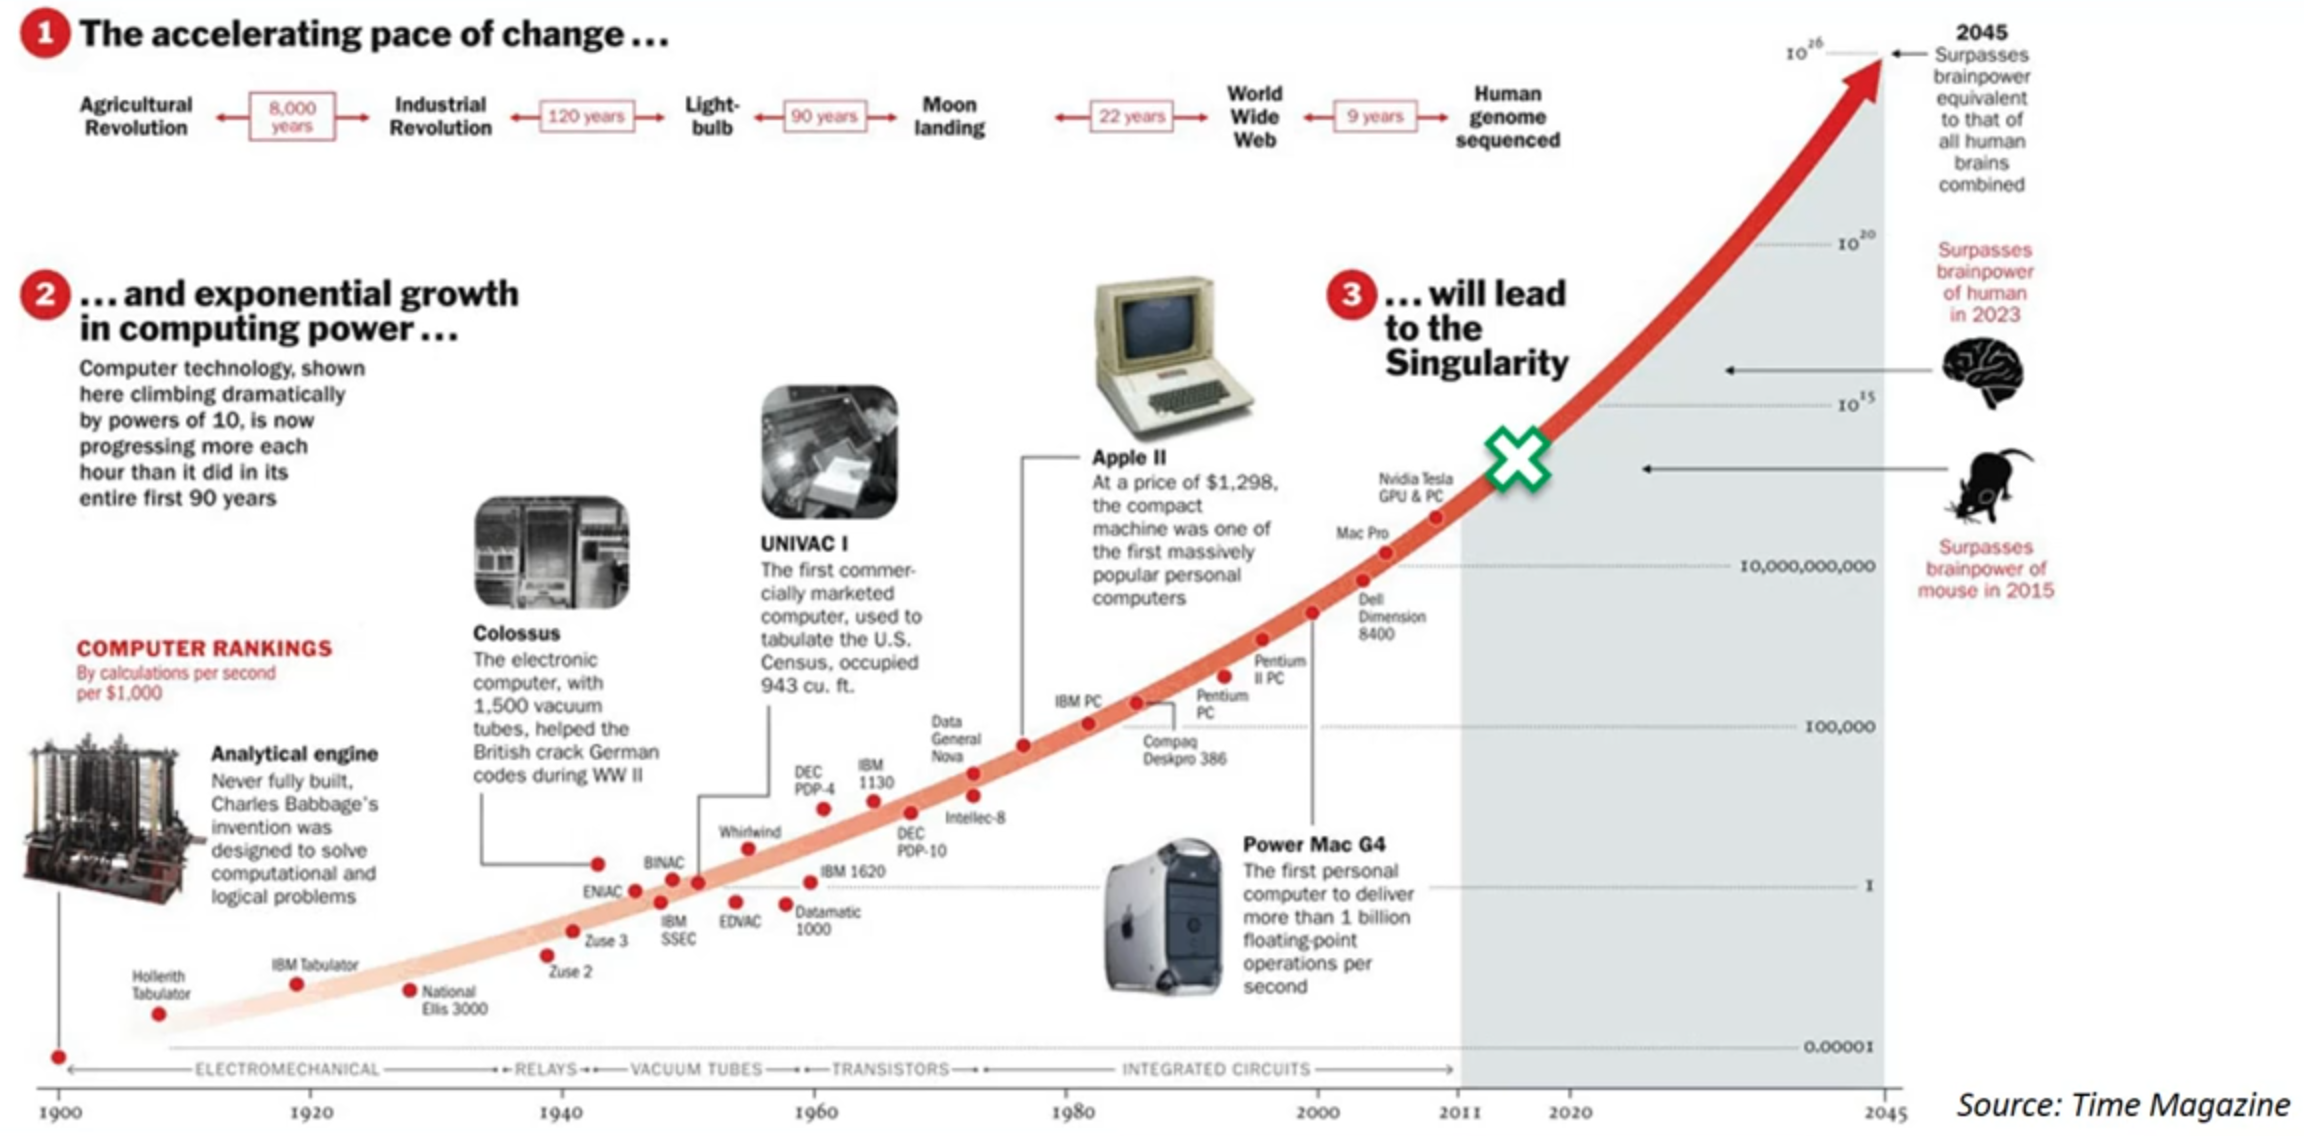 1 The accelerating pace of change...
Agricultural
Revolution
8,000
years
Industrial
Revolution
120 years
Light-
bulb
90 years
Moon
landing
22 years
World
Wide
Web
9 years
Human
genome
sequenced
2 ...and exponential growth
in computing power...
Computer technology, shown
here climbing dramatically
by powers of 10, is now
progressing more each
hour than it did in its
entire first 90 years
3 ...will lead
to the
Singularity
2045
Surpasses
brainpower
equivalent
to that of
all human
brains
combined
Surpasses
brainpower
of human
in 2023
Surpasses
brainpower of
mouse in 2015
10²⁶
10²⁰
10¹⁵
10,000,000,000
100,000
1
0.00001
COMPUTER RANKINGS
By calculations per second
per $1,000
Analytical engine
Never fully built,
Charles Babbage's
invention was
designed to solve
computational and
logical problems
Colossus
The electronic
computer, with
1,500 vacuum
tubes, helped the
British crack German
codes during WW II
UNIVAC I
The first commer-
cially marketed
computer, used to
tabulate the U.S.
Census, occupied
943 cu. ft.
Apple II
At a price of $1,298,
the compact
machine was one of
the first massively
popular personal
computers
Power Mac G4
The first personal
computer to deliver
more than 1 billion
floating-point
operations per
second
Hollerith
Tabulator
IBM Tabulator
National
Ellis 3000
Zuse 2
Zuse 3
ENIAC
BINAC
IBM
SSEC
Whirlwind
EDVAC
Datamatic
1000
IBM 1620
DEC
PDP-4
IBM
1130
DEC
PDP-10
Data
General
Nova
Intellec-8
IBM PC
Compaq
Deskpro 386
Pentium
PC
Pentium
II PC
Dell
Dimension
8400
Mac Pro
Nvidia Tesla
GPU & PC
ELECTROMECHANICAL
RELAYS
VACUUM TUBES
TRANSISTORS
INTEGRATED CIRCUITS
1900
1920
1940
1960
1980
2000
2011
2020
2045
Source: Time Magazine